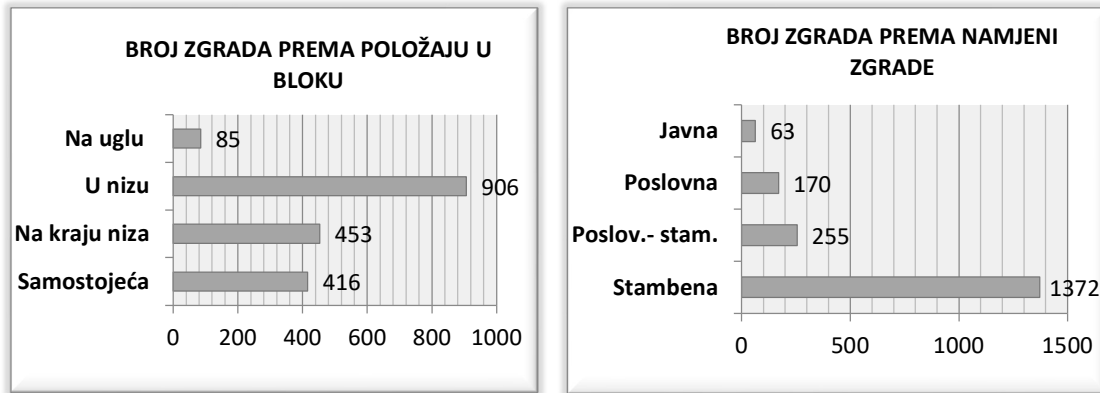 BROJ ZGRADA PREMA POLOŽAJU U
BLOKU
Na uglu 85
U nizu 906
Na kraju niza 453
Samostojeća 416
0 200 400 600 800 1000
BROJ ZGRADA PREMA NAMJENI
ZGRADE
Javna 63
Poslovna 170
Poslov.- stam. 255
Stambena 1372
0 500 1000 1500